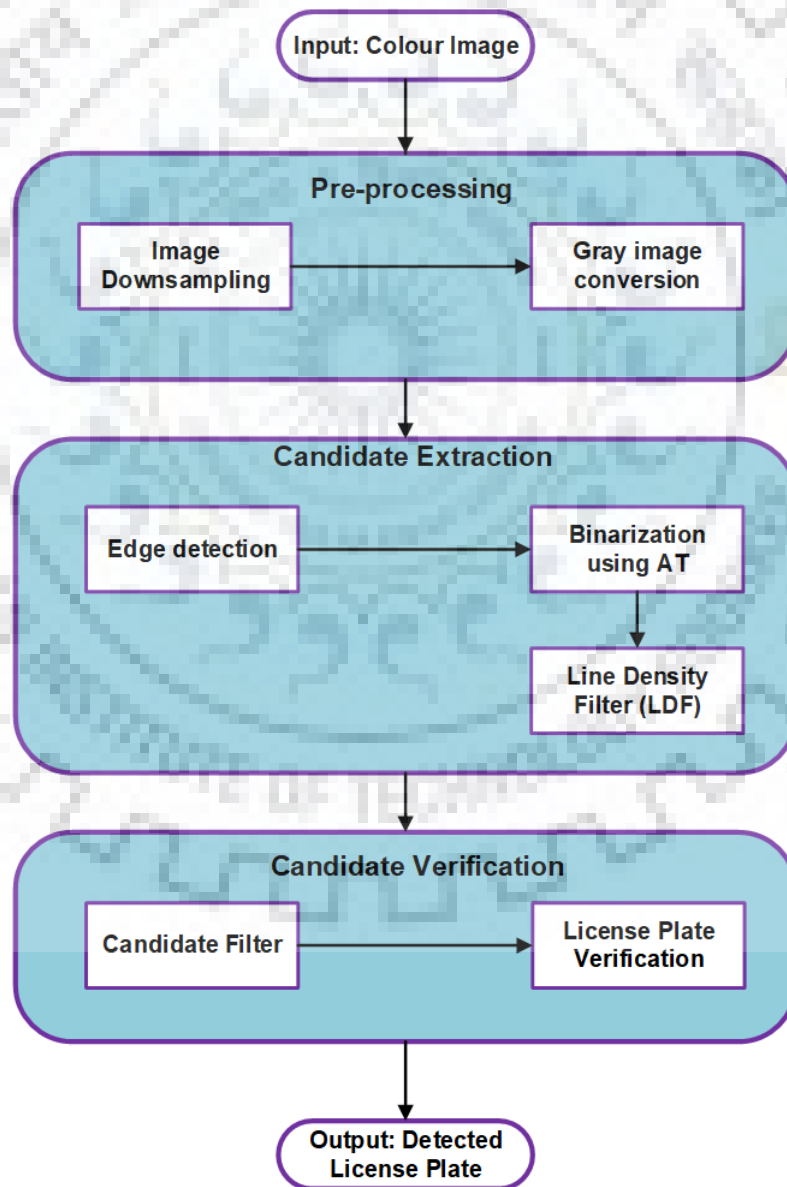 Input: Colour Image
Pre-processing
Image
Downsampling
Gray image
conversion
Candidate Extraction
Edge detection
Binarization
using AT
Line Density
Filter (LDF)
Candidate Verification
Candidate Filter
License Plate
Verification
Output: Detected
License Plate